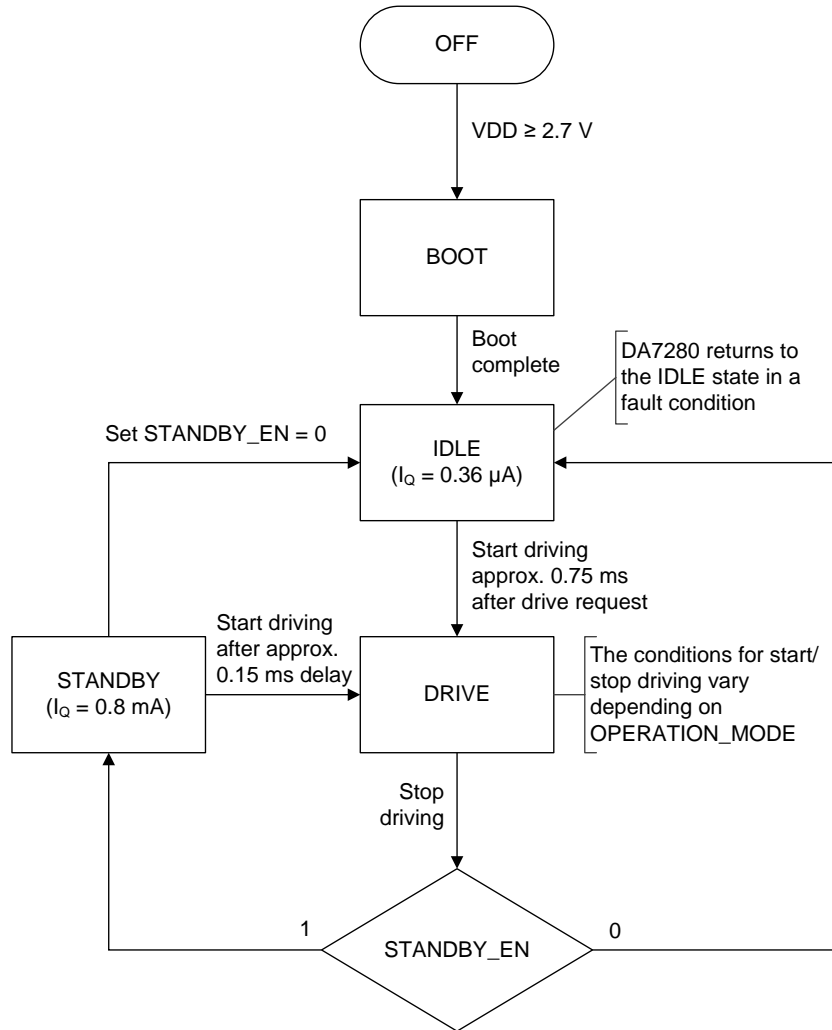 OFF
VDD ≥ 2.7 V
BOOT
Boot
complete
DA7280 returns to
the IDLE state in a
fault condition
Set STANDBY_EN = 0
IDLE
(IQ = 0.36 µA)
Start driving
approx. 0.75 ms
after drive request
Start driving
after approx.
0.15 ms delay
STANDBY
(IQ = 0.8 mA)
DRIVE
The conditions for start/
stop driving vary
depending on
OPERATION_MODE
Stop
driving
1
STANDBY_EN
0